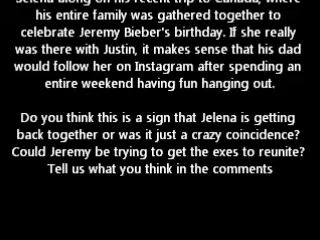 Selena along on his recent trip to Canada, where
his entire family was gathered together to
celebrate Jeremy Bieber's birthday. If she really
was there with Justin, it makes sense that his dad
would follow her on Instagram after spending an
entire weekend having fun hanging out.
Do you think this is a sign that Jelena is getting
back together or was it just a crazy coincidence?
Could Jeremy be trying to get the exes to reunite?
Tell us what you think in the comments